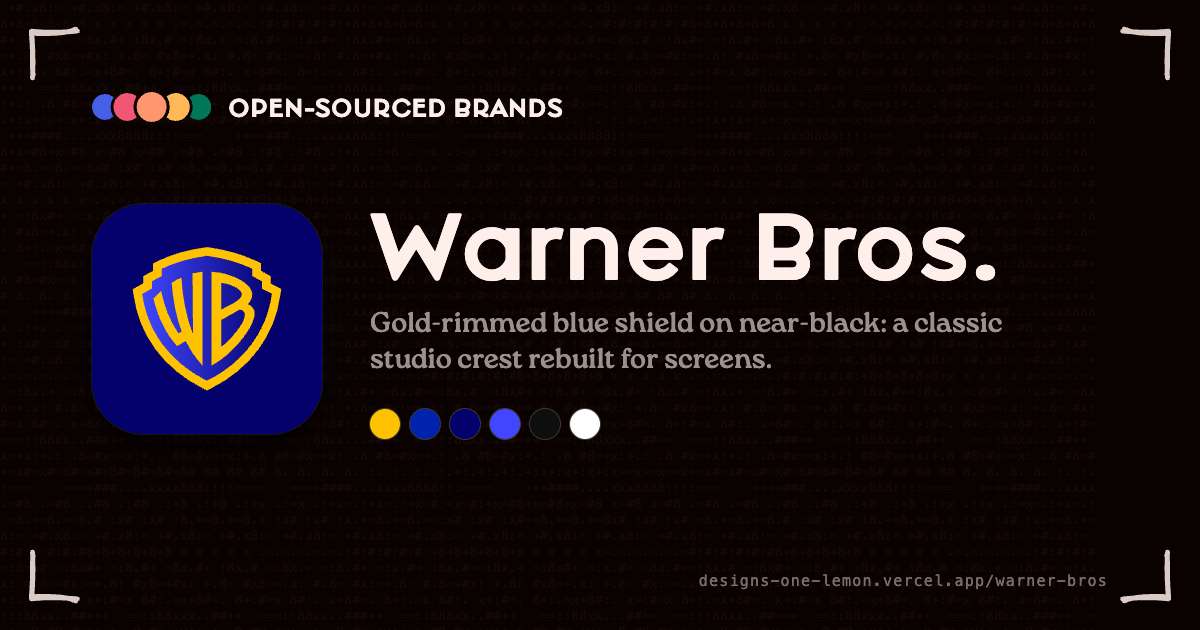 OPEN-SOURCED BRANDS
WB
Warner Bros.
Gold-rimmed blue shield on near-black: a classic
studio crest rebuilt for screens.
designs-one-lemon.vercel.app/warner-bros